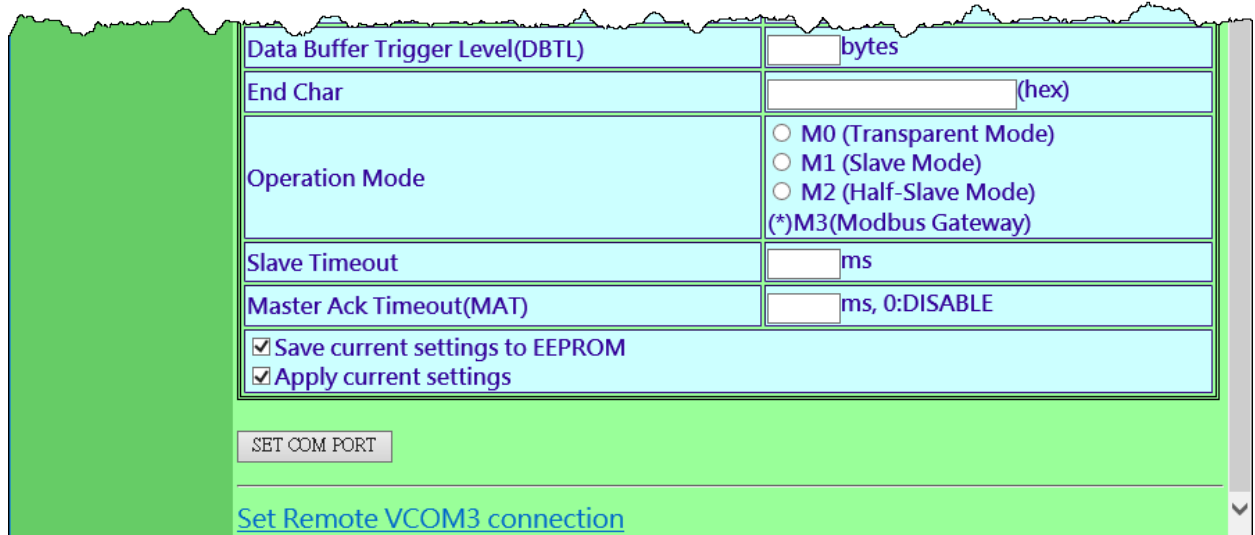 Data Buffer Trigger Level(DBTL) bytes
End Char (hex)
Operation Mode
M0 (Transparent Mode)
M1 (Slave Mode)
M2 (Half-Slave Mode)
(*)M3(Modbus Gateway)
Slave Timeout ms
Master Ack Timeout(MAT) ms, 0:DISABLE
Save current settings to EEPROM
Apply current settings
SET COM PORT
Set Remote VCOM3 connection